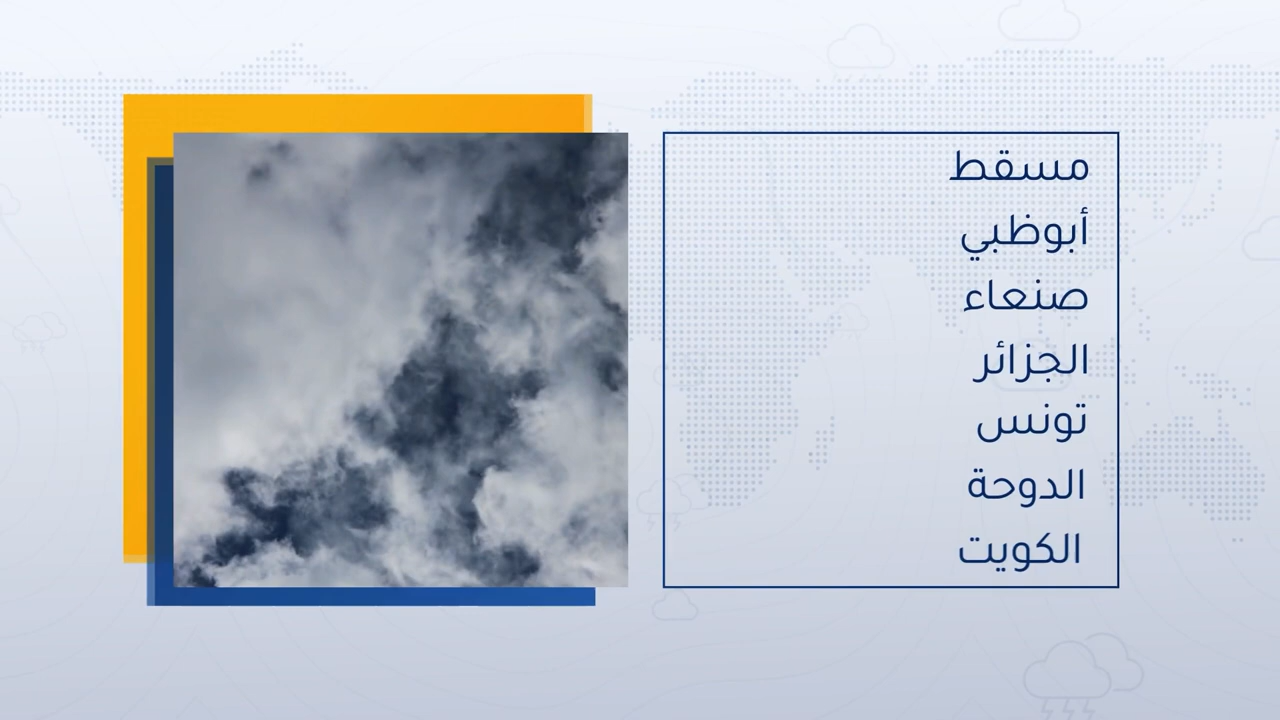 مسقط
أبوظبي
صنعاء
الجزائر
تونس
الدوحة
الكويت